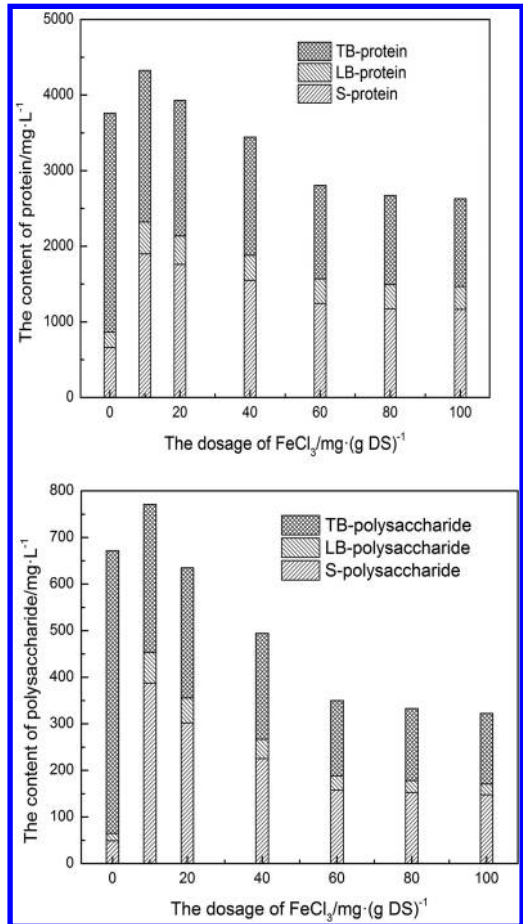 5000
4000
3000
2000
1000
0
The content of protein/mg·L⁻¹
TB-protein
LB-protein
S-protein
0 20 40 60 80 100
The dosage of FeCl₃/mg·(g DS)⁻¹
800
700
600
500
400
300
200
100
0
The content of polysaccharide/mg·L⁻¹
TB-polysaccharide
LB-polysaccharide
S-polysaccharide
0 20 40 60 80 100
The dosage of FeCl₃/mg·(g DS)⁻¹